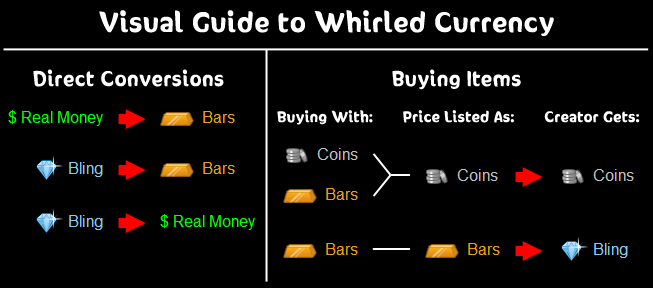 Visual Guide to Whirled Currency
Direct Conversions
$ Real Money Bars
Bling Bars
Bling $ Real Money
Buying Items
Buying With: Price Listed As: Creator Gets:
Coins
Bars
Coins Coins
Bars Bars Bling